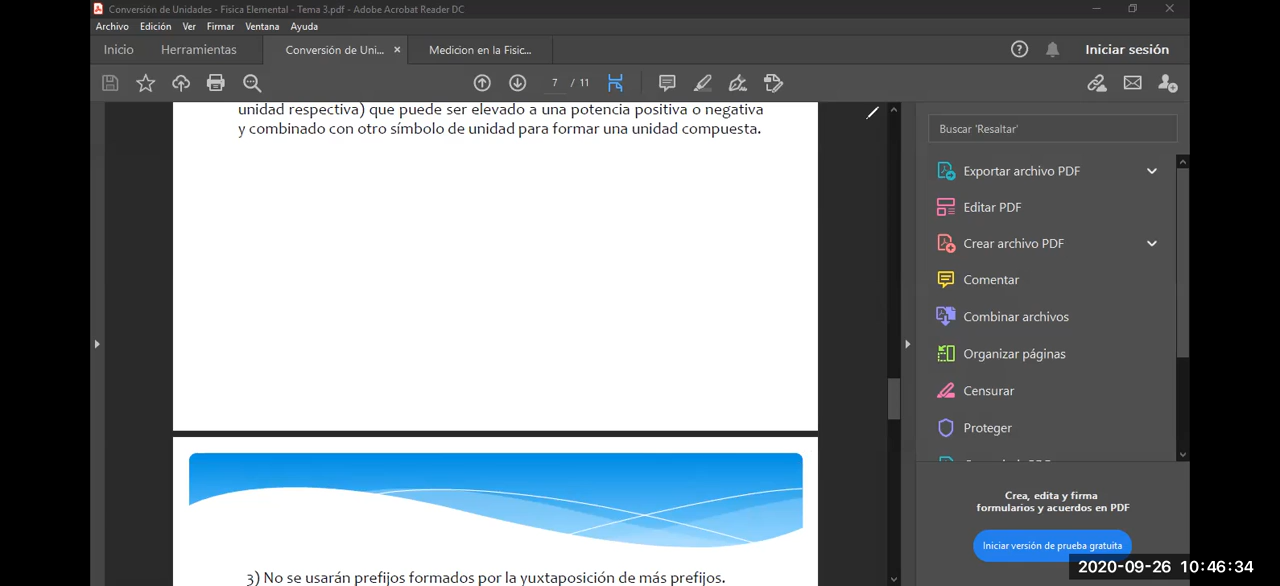 Conversión de Unidades - Fisica Elemental - Tema 3.pdf - Adobe Acrobat Reader DC
Archivo Edición Ver Firmar Ventana Ayuda
Inicio Herramientas Conversión de Uni... × Medicion en la Fisic... Iniciar sesión
7 / 11
unidad respectiva) que puede ser elevado a una potencia positiva o negativa
y combinado con otro símbolo de unidad para formar una unidad compuesta.
3) No se usarán prefijos formados por la yuxtaposición de más prefijos.
Buscar 'Resaltar'
Exportar archivo PDF
Editar PDF
Crear archivo PDF
Comentar
Combinar archivos
Organizar páginas
Censurar
Proteger
Crea, edita y firma
formularios y acuerdos en PDF
Iniciar versión de prueba gratuita
2020-09-26 10:46:34